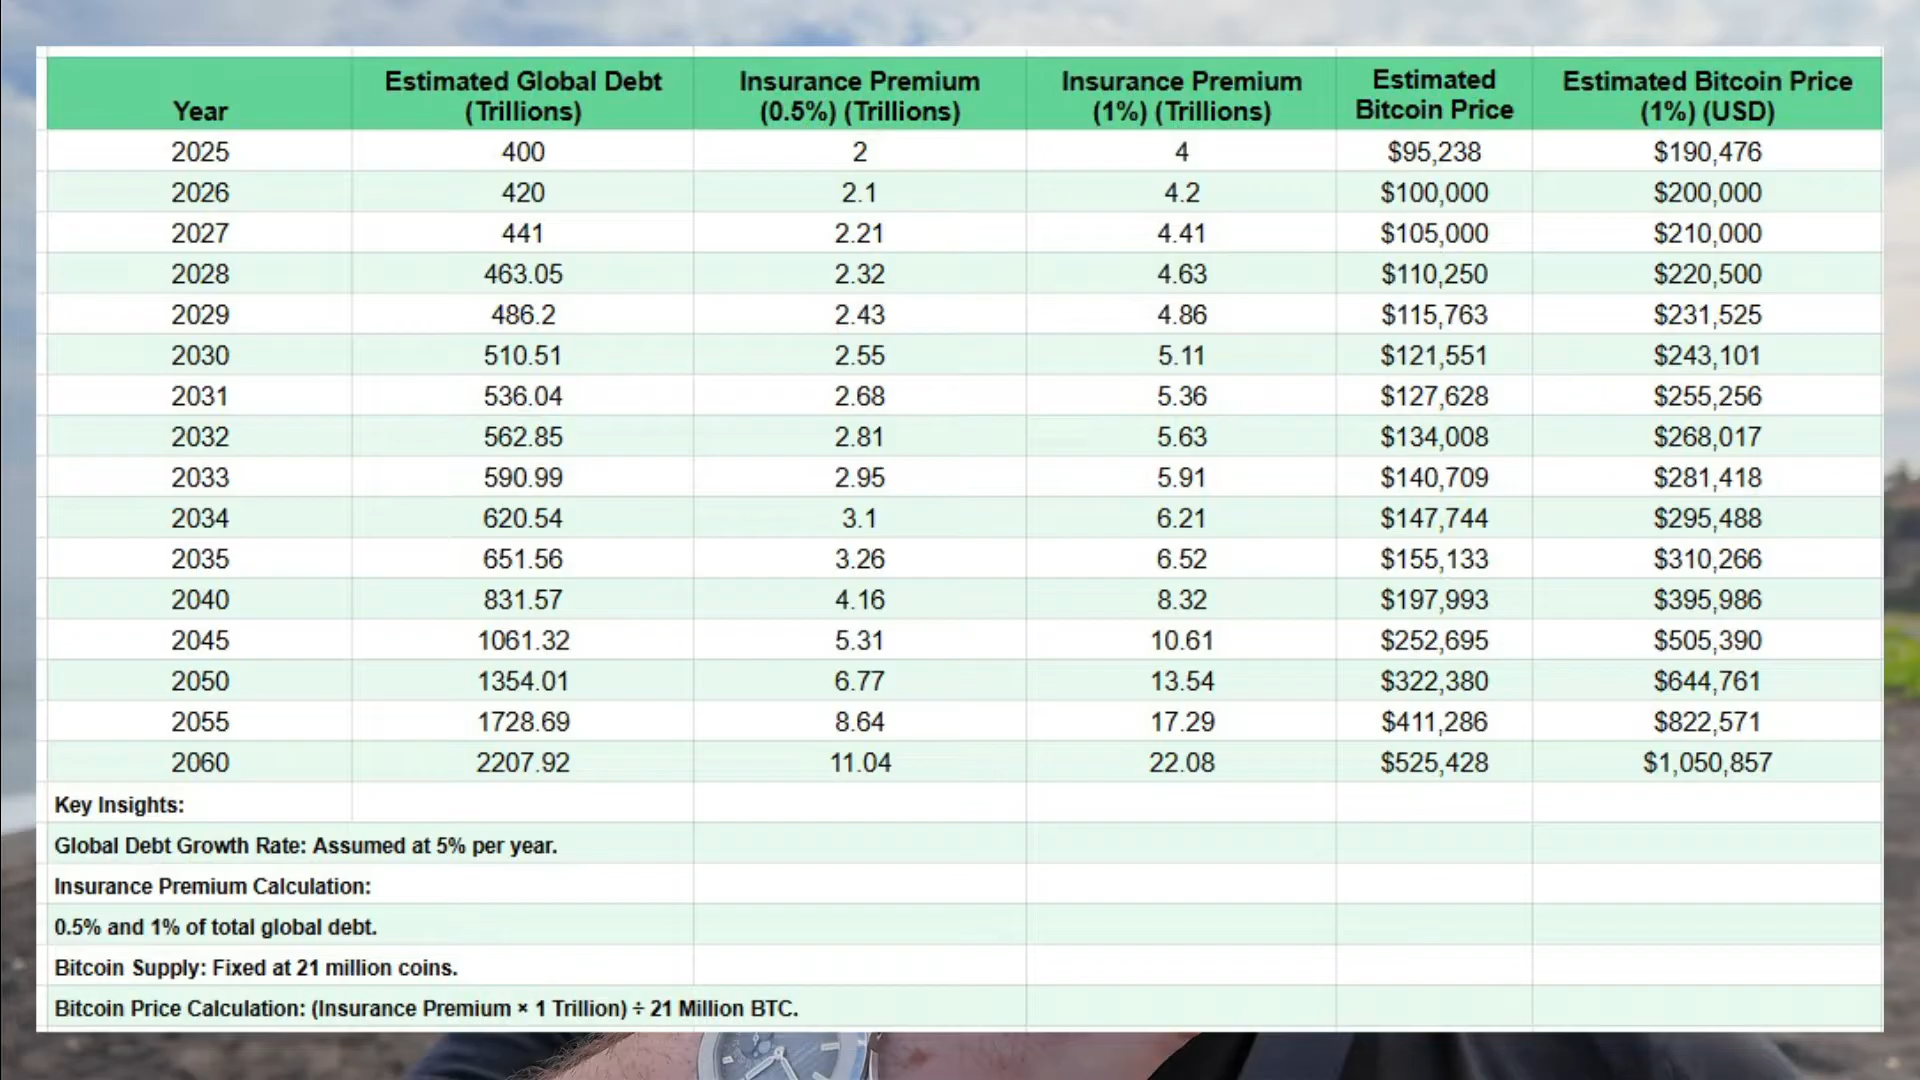 Year Estimated Global Debt (Trillions) Insurance Premium (0.5%) (Trillions) Insurance Premium (1%) (Trillions) Estimated Bitcoin Price Estimated Bitcoin Price (1%) (USD)
2025 400 2 4 $95,238 $190,476
2026 420 2.1 4.2 $100,000 $200,000
2027 441 2.21 4.41 $105,000 $210,000
2028 463.05 2.32 4.63 $110,250 $220,500
2029 486.2 2.43 4.86 $115,763 $231,525
2030 510.51 2.55 5.11 $121,551 $243,101
2031 536.04 2.68 5.36 $127,628 $255,256
2032 562.85 2.81 5.63 $134,008 $268,017
2033 590.99 2.95 5.91 $140,709 $281,418
2034 620.54 3.1 6.21 $147,744 $295,488
2035 651.56 3.26 6.52 $155,133 $310,266
2040 831.57 4.16 8.32 $197,993 $395,986
2045 1061.32 5.31 10.61 $252,695 $505,390
2050 1354.01 6.77 13.54 $322,380 $644,761
2055 1728.69 8.64 17.29 $411,286 $822,571
2060 2207.92 11.04 22.08 $525,428 $1,050,857
Key Insights:
Global Debt Growth Rate: Assumed at 5% per year.
Insurance Premium Calculation:
0.5% and 1% of total global debt.
Bitcoin Supply: Fixed at 21 million coins.
Bitcoin Price Calculation: (Insurance Premium × 1 Trillion) ÷ 21 Million BTC.